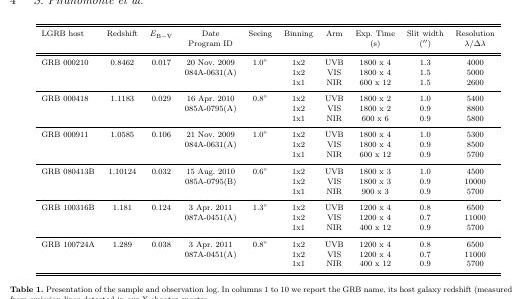 4 S. Piranomonte et al.
LGRB host Redshift E_B−V Date Seeing Binning Arm Exp. Time Slit width Resolution
Program ID (s) (′′) λ/Δλ
GRB 000210 0.8462 0.017 20 Nov. 2009 1.0" 1x2 UVB 1800 x 4 1.3 4000
084A-0631(A) 1x2 VIS 1800 x 4 1.5 5000
1x1 NIR 600 x 12 1.5 2600
GRB 000418 1.1183 0.029 16 Apr. 2010 0.8" 1x2 UVB 1800 x 2 1.0 5400
085A-0795(A) 1x2 VIS 1800 x 2 0.9 8800
1x1 NIR 600 x 6 0.9 5800
GRB 000911 1.0585 0.106 21 Nov. 2009 1.0" 1x2 UVB 1800 x 4 1.0 5300
084A-0631(A) 1x2 VIS 1800 x 4 0.9 8500
1x1 NIR 600 x 12 0.9 5700
GRB 080413B 1.10124 0.032 15 Aug. 2010 0.6" 1x2 UVB 1800 x 3 1.0 4500
085A-0795(B) 1x2 VIS 1800 x 3 0.9 10000
1x1 NIR 900 x 3 0.9 5700
GRB 100316B 1.181 0.124 3 Apr. 2011 1.3" 1x2 UVB 1200 x 4 0.8 6500
087A-0451(A) 1x2 VIS 1200 x 4 0.7 11000
1x1 NIR 400 x 12 0.9 5700
GRB 100724A 1.289 0.038 3 Apr. 2011 0.8" 1x2 UVB 1200 x 4 0.8 6500
087A-0451(A) 1x2 VIS 1200 x 4 0.7 11000
1x1 NIR 400 x 12 0.9 5700
Table 1. Presentation of the sample and observation log. In columns 1 to 10 we report the GRB name, its host galaxy redshift (measured
from emission lines detected in our X-shooter spectra